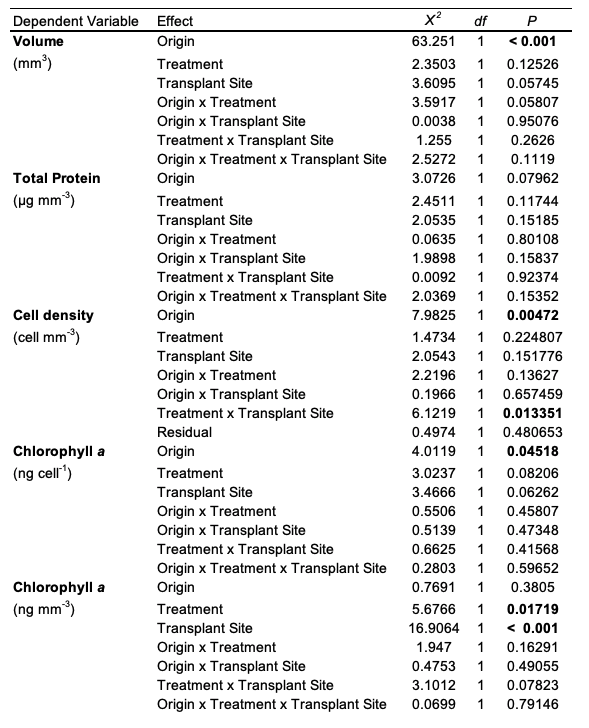 Dependent Variable Effect X² df P
Volume Origin 63.251 1 < 0.001
(mm³) Treatment 2.3503 1 0.12526
Transplant Site 3.6095 1 0.05745
Origin x Treatment 3.5917 1 0.05807
Origin x Transplant Site 0.0038 1 0.95076
Treatment x Transplant Site 1.255 1 0.2626
Origin x Treatment x Transplant Site 2.5272 1 0.1119
Total Protein Origin 3.0726 1 0.07962
(µg mm⁻³) Treatment 2.4511 1 0.11744
Transplant Site 2.0535 1 0.15185
Origin x Treatment 0.0635 1 0.80108
Origin x Transplant Site 1.9898 1 0.15837
Treatment x Transplant Site 0.0092 1 0.92374
Origin x Treatment x Transplant Site 2.0369 1 0.15352
Cell density Origin 7.9825 1 0.00472
(cell mm⁻³) Treatment 1.4734 1 0.224807
Transplant Site 2.0543 1 0.151776
Origin x Treatment 2.2196 1 0.13627
Origin x Transplant Site 0.1966 1 0.657459
Treatment x Transplant Site 6.1219 1 0.013351
Residual 0.4974 1 0.480653
Chlorophyll a Origin 4.0119 1 0.04518
(ng cell⁻¹) Treatment 3.0237 1 0.08206
Transplant Site 3.4666 1 0.06262
Origin x Treatment 0.5506 1 0.45807
Origin x Transplant Site 0.5139 1 0.47348
Treatment x Transplant Site 0.6625 1 0.41568
Origin x Treatment x Transplant Site 0.2803 1 0.59652
Chlorophyll a Origin 0.7691 1 0.3805
(ng mm⁻³) Treatment 5.6766 1 0.01719
Transplant Site 16.9064 1 < 0.001
Origin x Treatment 1.947 1 0.16291
Origin x Transplant Site 0.4753 1 0.49055
Treatment x Transplant Site 3.1012 1 0.07823
Origin x Treatment x Transplant Site 0.0699 1 0.79146